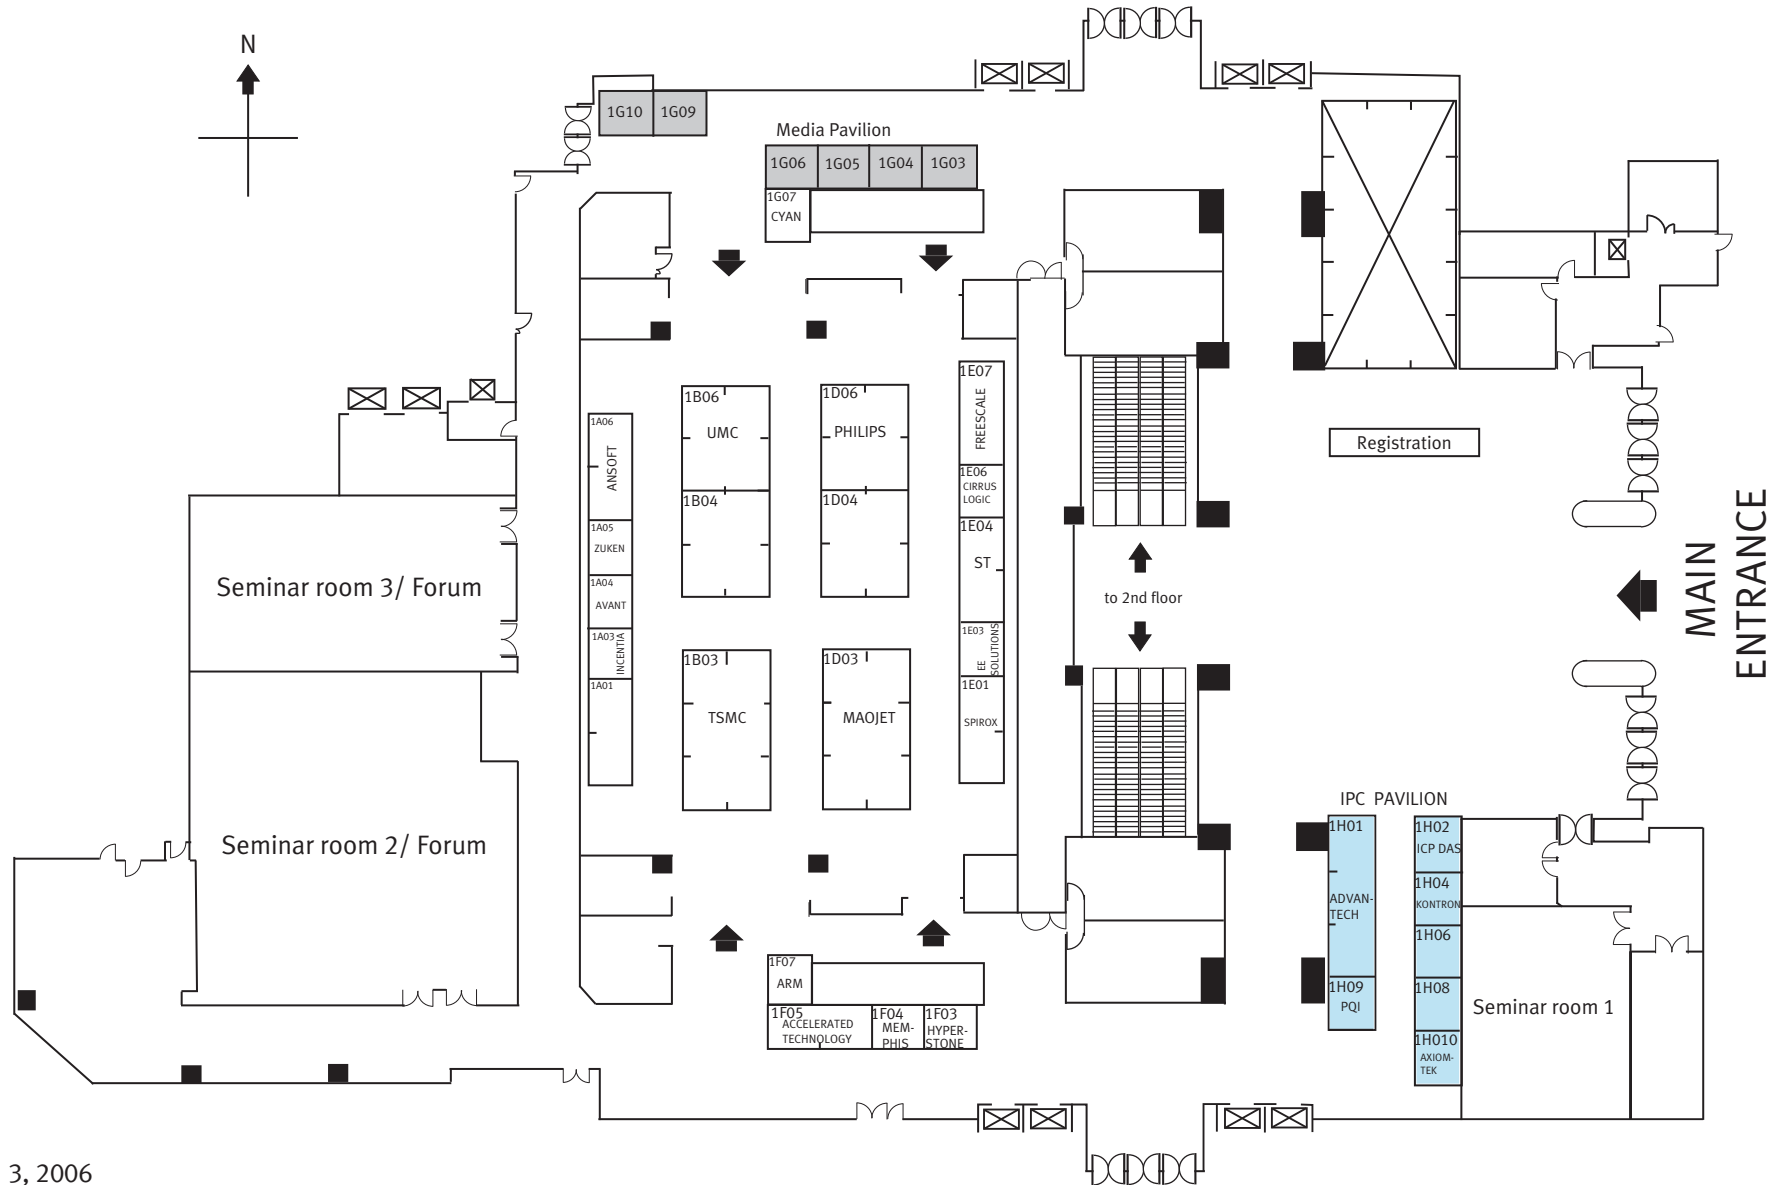 N
1G10
1G09
Media Pavilion
1G06
1G05
1G04
1G03
1G07
CYAN
1E07
FREESCALE
1B06
UMC
1D06
PHILIPS
1A06
ANSOFT
Registration
1E06
CIRRUS
LOGIC
1B04
1D04
1A05
ZUKEN
1E04
ST
MAIN
ENTRANCE
Seminar room 3/ Forum
1A04
AVANT
to 2nd floor
1A03
INCENTIA
1E03
EE
SOLUTIONS
1B03
TSMC
1D03
MAOJET
1A01
1E01
SPIROX
IPC PAVILION
1H01
ADVAN-
TECH
1H02
ICP DAS
Seminar room 2/ Forum
1H04
KONTRON
1H06
1F07
ARM
1H09
PQI
1H08
Seminar room 1
1F05
ACCELERATED
TECHNOLOGY
1F04
MEM-
PHIS
1F03
HYPER-
STONE
1H010
AXIOM-
TEK
3, 2006